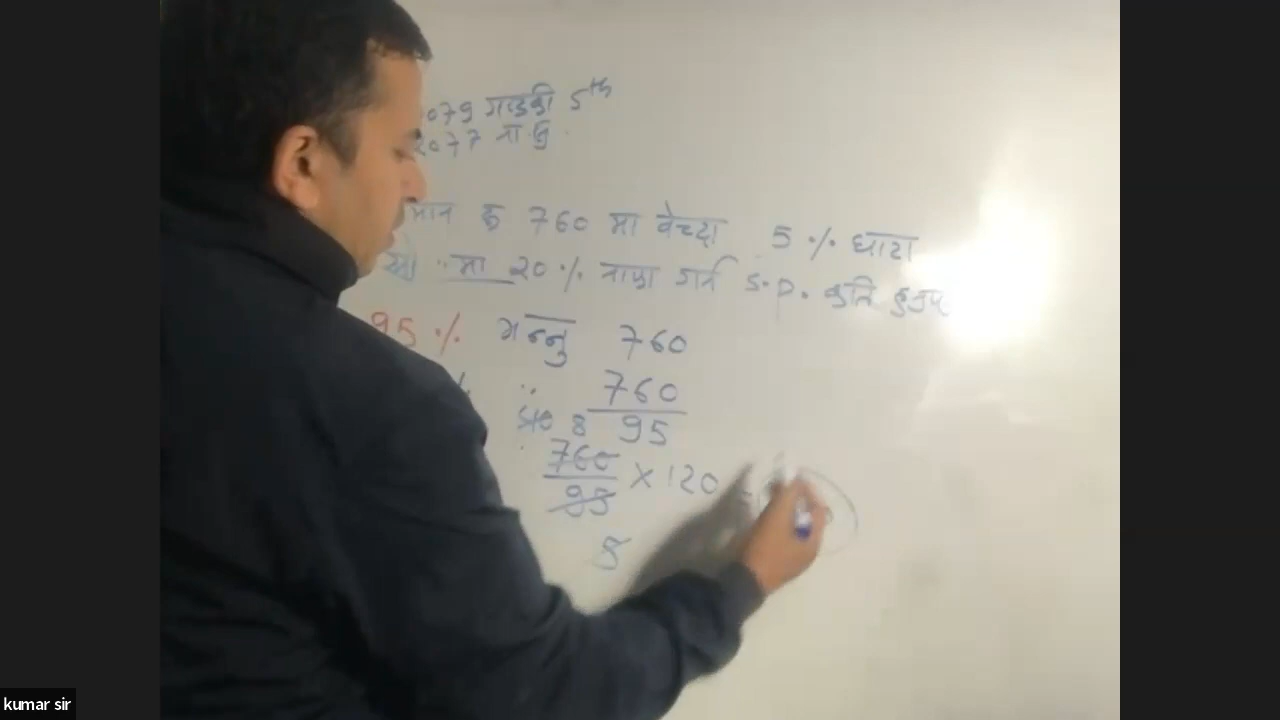 079 गण्डकी 5th
2077 ना.सु.
मान रु 760 मा बेच्दा 5 % घाटा
मा 20 % नाफा गर्न S.P. कति हुनुप
95 % भन्नु 760
% " 760
8 95
760 × 120
95
5
kumar sir